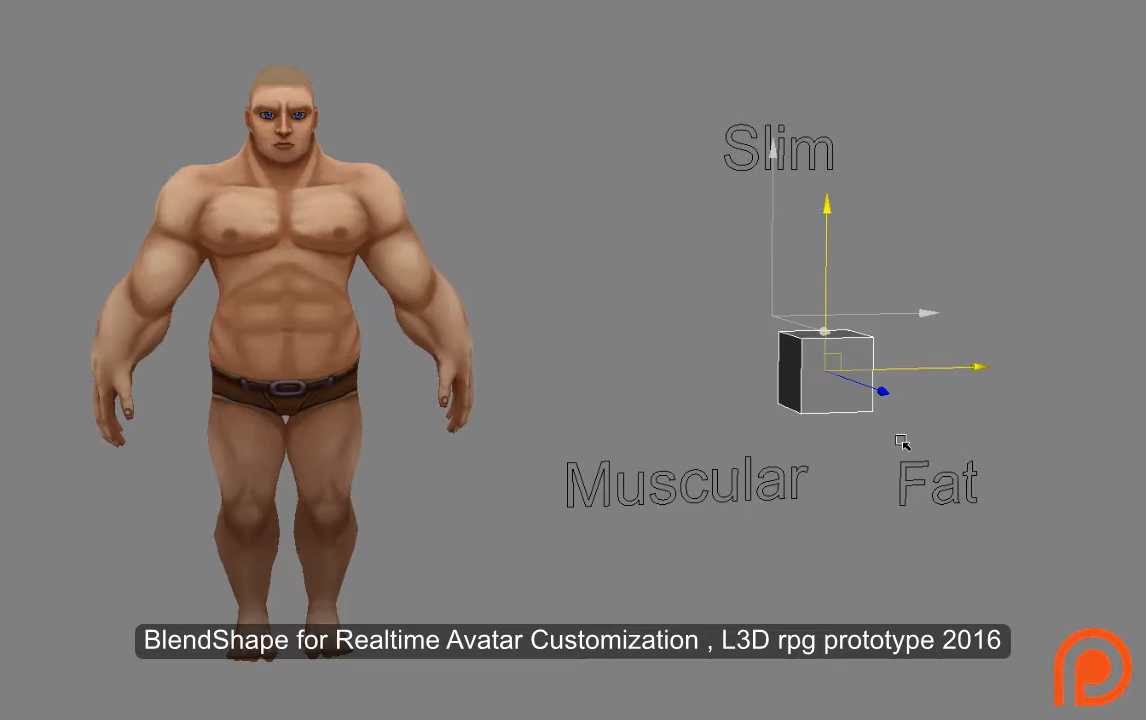 Slim
Muscular
Fat
BlendShape for Realtime Avatar Customization , L3D rpg prototype 2016